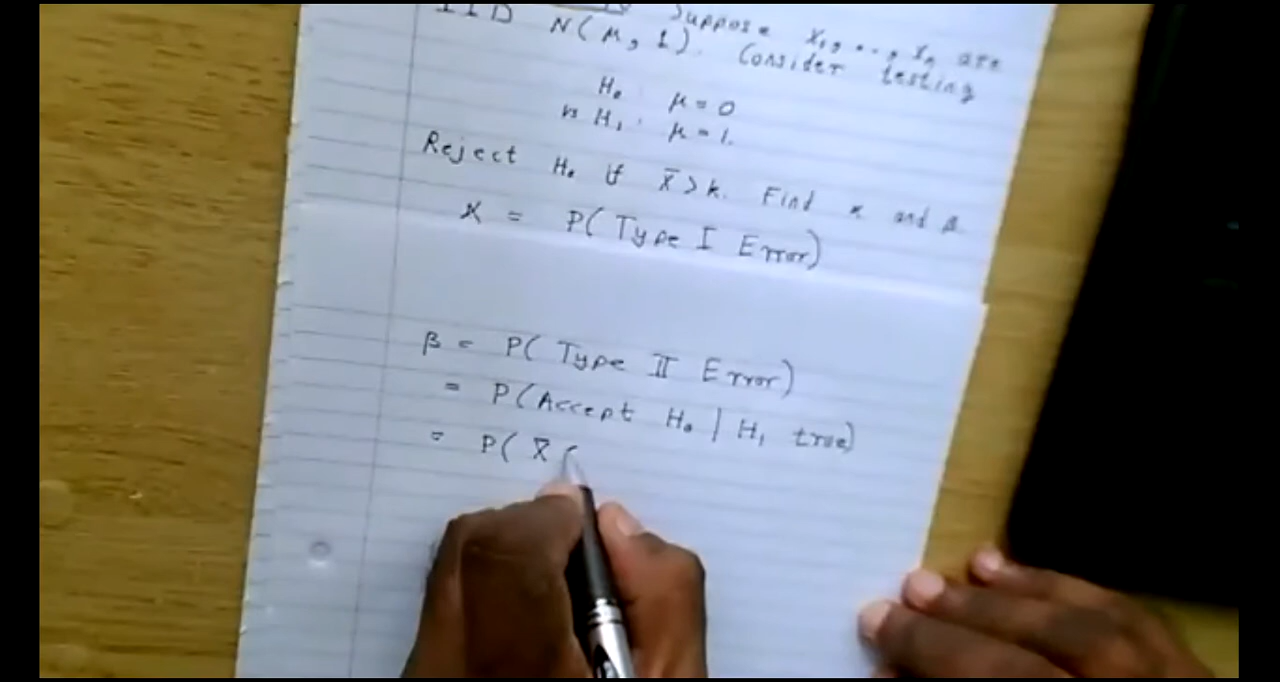 IID Suppose X₁, ..., Xₙ are
N(μ, 1). Consider testing
H₀ : μ = 0
vs H₁ : μ = 1.
Reject H₀ if X̄ > k. Find α and β
α = P(Type I Error)
β = P(Type II Error)
= P(Accept H₀ | H₁ true)
= P( X̄